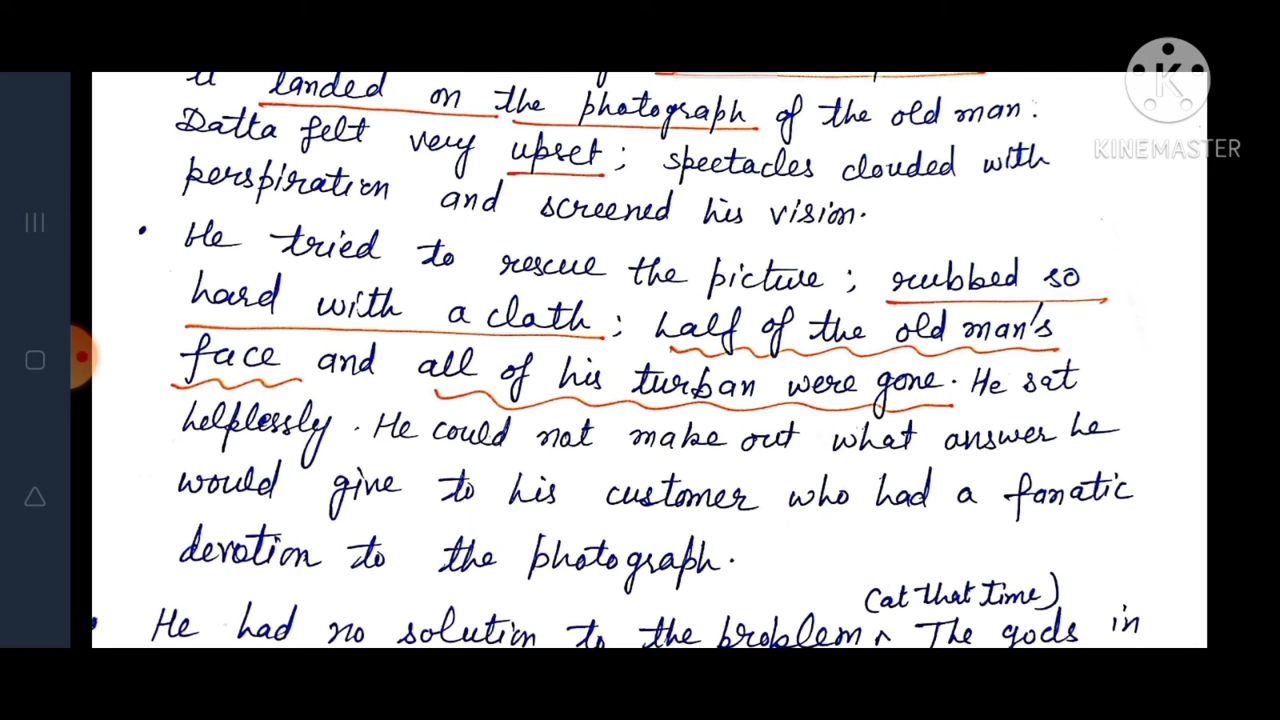 KINEMASTER
landed on the photograph of the old man.
Datta felt very upset; spectacles clouded with
perspiration and screened his vision.
• He tried to rescue the picture; rubbed so
hard with a cloth; half of the old man's
face and all of his turban were gone. He sat
helplessly. He could not make out what answer he
would give to his customer who had a fanatic
devotion to the photograph.
(at that time)
• He had no solution to the problem ^ The gods in